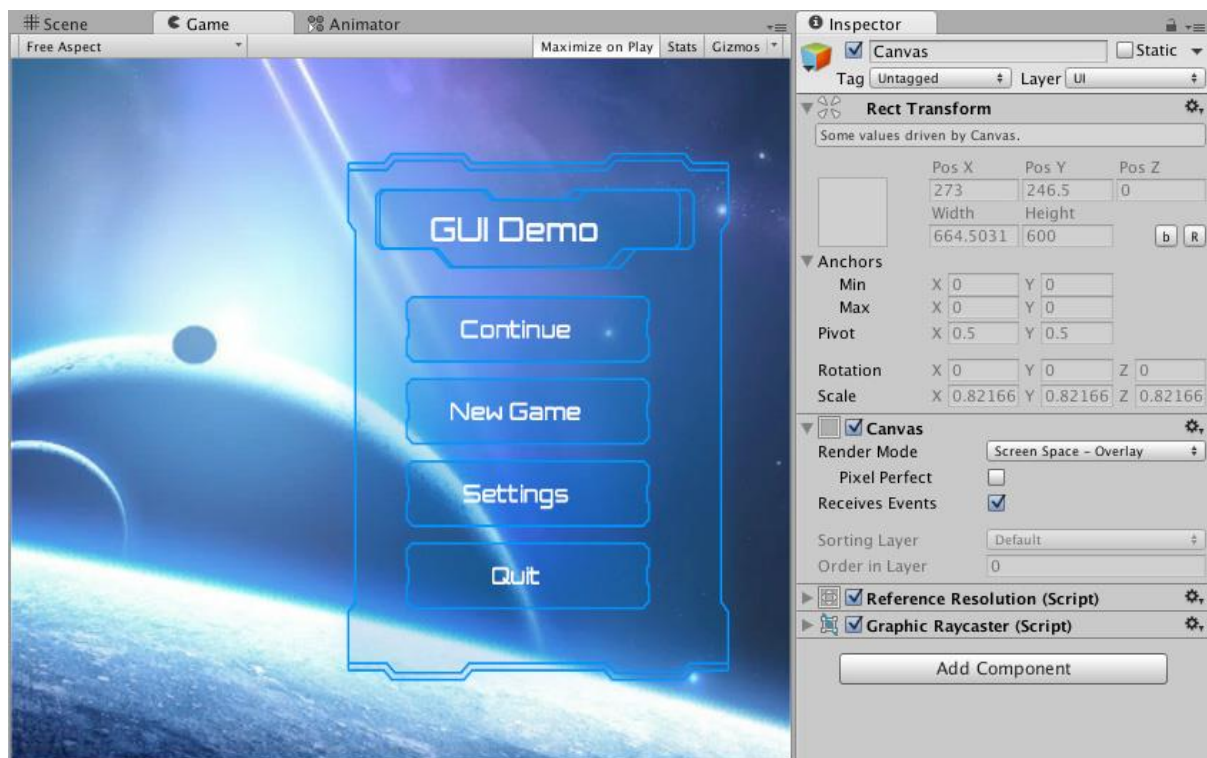 # Scene
Game
Animator
Free Aspect
Maximize on Play Stats Gizmos
GUI Demo
Continue
New Game
Settings
Quit
Inspector
Canvas Static
Tag Untagged Layer UI
Rect Transform
Some values driven by Canvas.
Pos X Pos Y Pos Z
273 246.5 0
Width Height
664.5031 600 b R
Anchors
Min X 0 Y 0
Max X 0 Y 0
Pivot X 0.5 Y 0.5
Rotation X 0 Y 0 Z 0
Scale X 0.82166 Y 0.82166 Z 0.82166
Canvas
Render Mode Screen Space - Overlay
Pixel Perfect
Receives Events
Sorting Layer Default
Order in Layer 0
Reference Resolution (Script)
Graphic Raycaster (Script)
Add Component